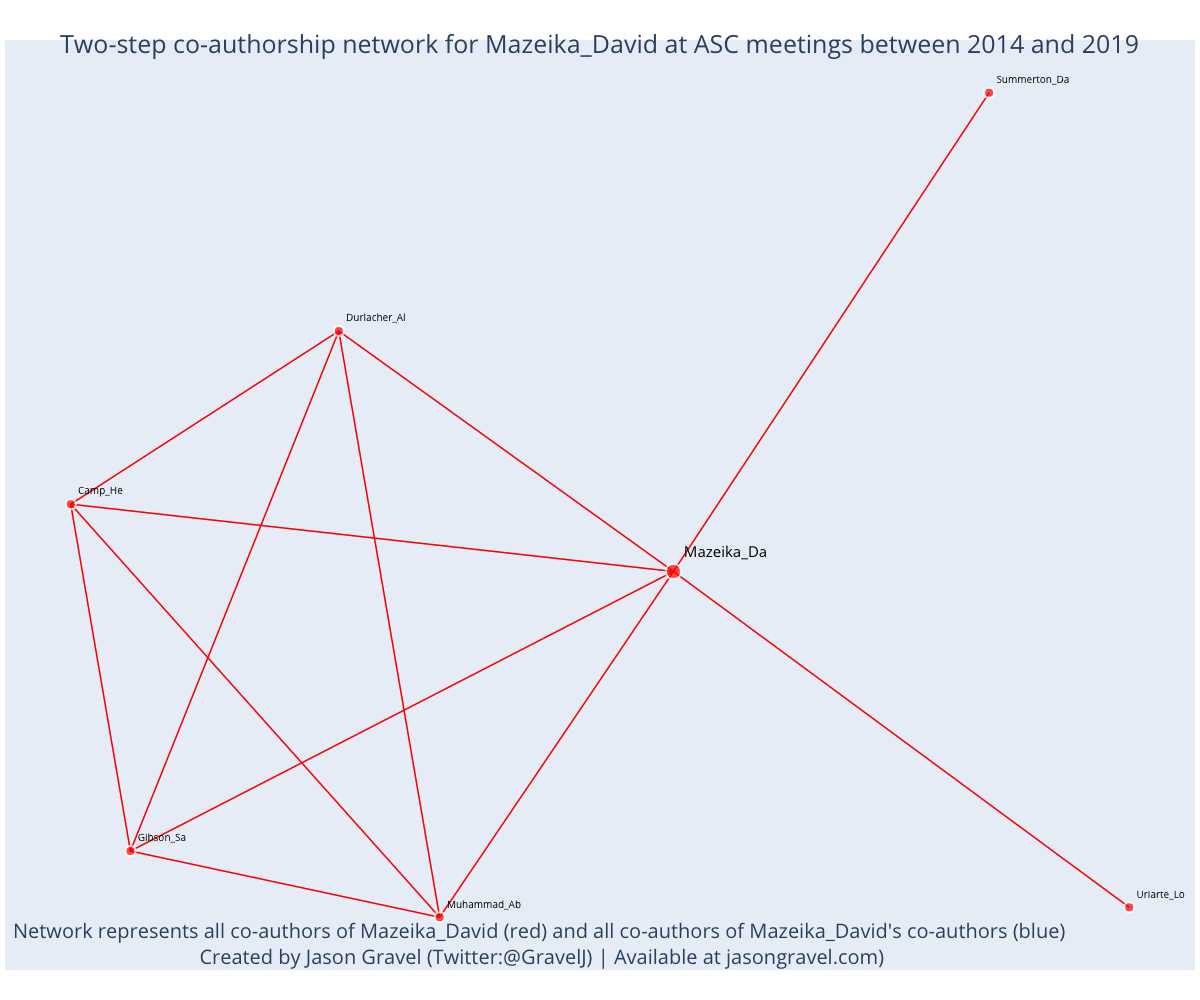 Two-step co-authorship network for Mazeika_David at ASC meetings between 2014 and 2019
Summerton_Da
Durlacher_Al
Camp_He
Mazeika_Da
Gibson_Sa
Uriarte_Lo
Muhammad_Ab
Network represents all co-authors of Mazeika_David (red) and all co-authors of Mazeika_David's co-authors (blue)
Created by Jason Gravel (Twitter:@GravelJ) | Available at jasongravel.com)